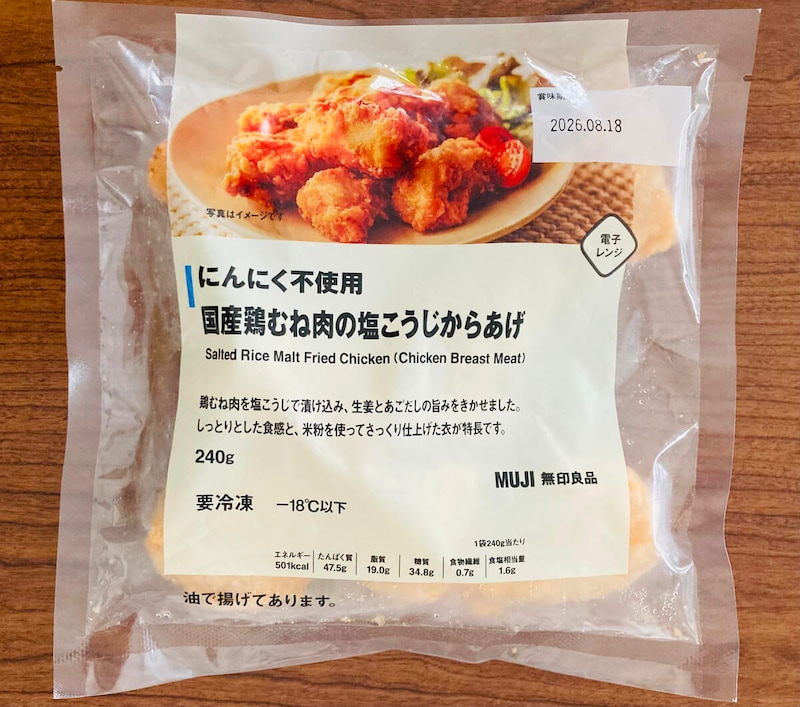 賞味期
2026.08.18
写真はイメージです
電子
レンジ
にんにく不使用
国産鶏むね肉の塩こうじからあげ
Salted Rice Malt Fried Chicken (Chicken Breast Meat)
鶏むね肉を塩こうじで漬け込み、生姜とあごだしの旨みをきかせました。
しっとりとした食感と、米粉を使ってさっくり仕上げた衣が特長です。
240g
MUJI 無印良品
要冷凍 −18℃以下
1袋240g当たり
エネルギー たんぱく質 脂質 糖質 食物繊維 食塩相当量
501kcal 47.5g 19.0g 34.8g 0.7g 1.6g
油で揚げてあります。